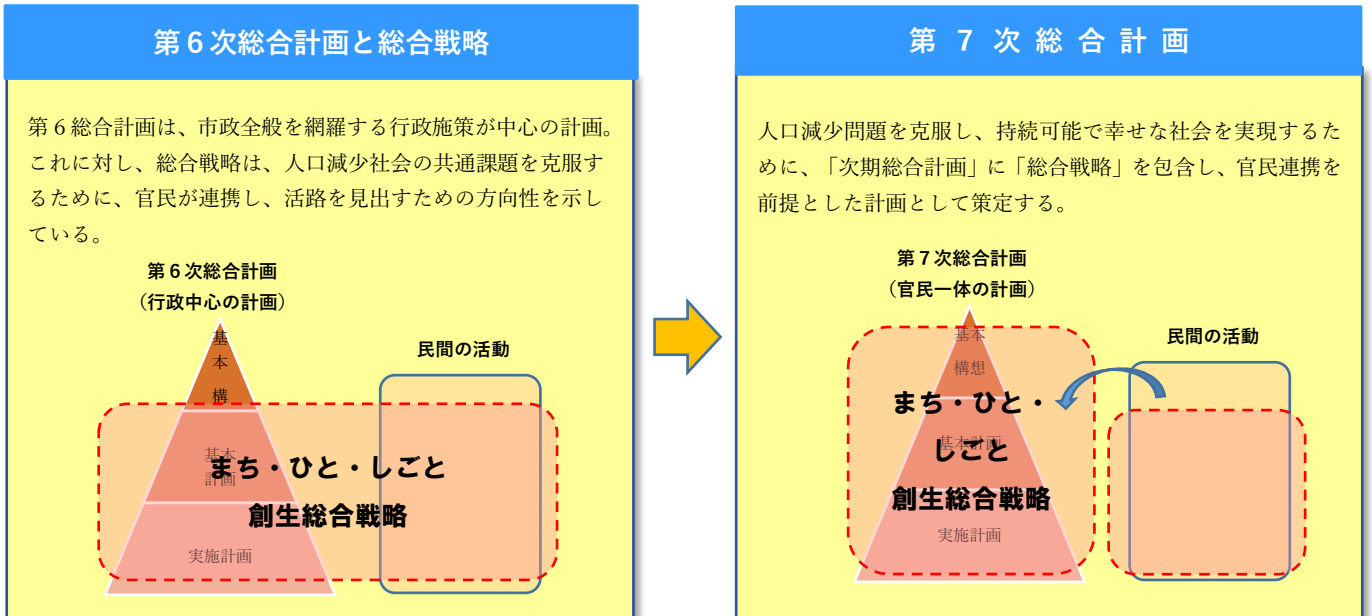 第６次総合計画と総合戦略
第６総合計画は、市政全般を網羅する行政施策が中心の計画。
これに対し、総合戦略は、人口減少社会の共通課題を克服す
るために、官民が連携し、活路を見出すための方向性を示し
ている。
第６次総合計画
（行政中心の計画）
基
本
構
民間の活動
基本
計画
まち・ひと・しごと
創生総合戦略
実施計画
第７次総合計画
人口減少問題を克服し、持続可能で幸せな社会を実現するた
めに、「次期総合計画」に「総合戦略」を包含し、官民連携を
前提とした計画として策定する。
第７次総合計画
（官民一体の計画）
基本
構想
民間の活動
まち・ひと・
基本計画
しごと
創生総合戦略
実施計画